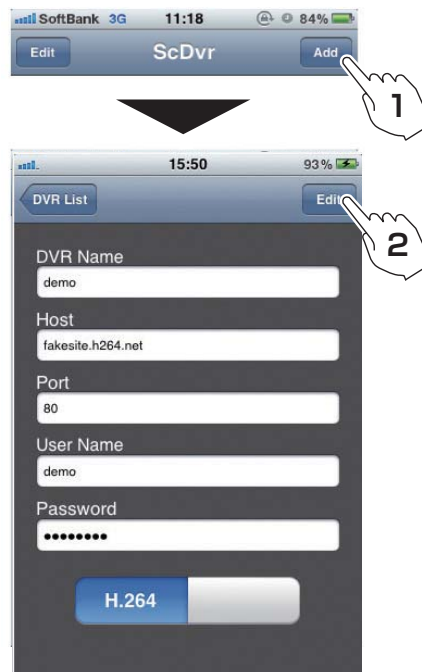 SoftBank 3G 11:18 84%
Edit ScDvr Add
1
15:50 93%
DVR List Edit
2
DVR Name
demo
Host
fakesite.h264.net
Port
80
User Name
demo
Password
••••••••
H.264